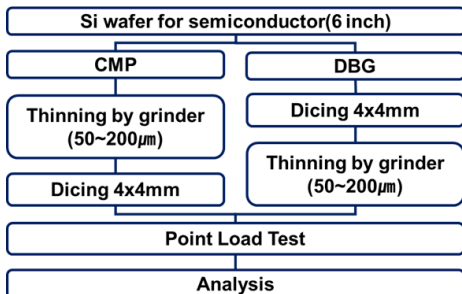 Si wafer for semiconductor(6 inch)
CMP
Thinning by grinder
(50~200㎛)
Dicing 4x4mm
DBG
Dicing 4x4mm
Thinning by grinder
(50~200㎛)
Point Load Test
Analysis